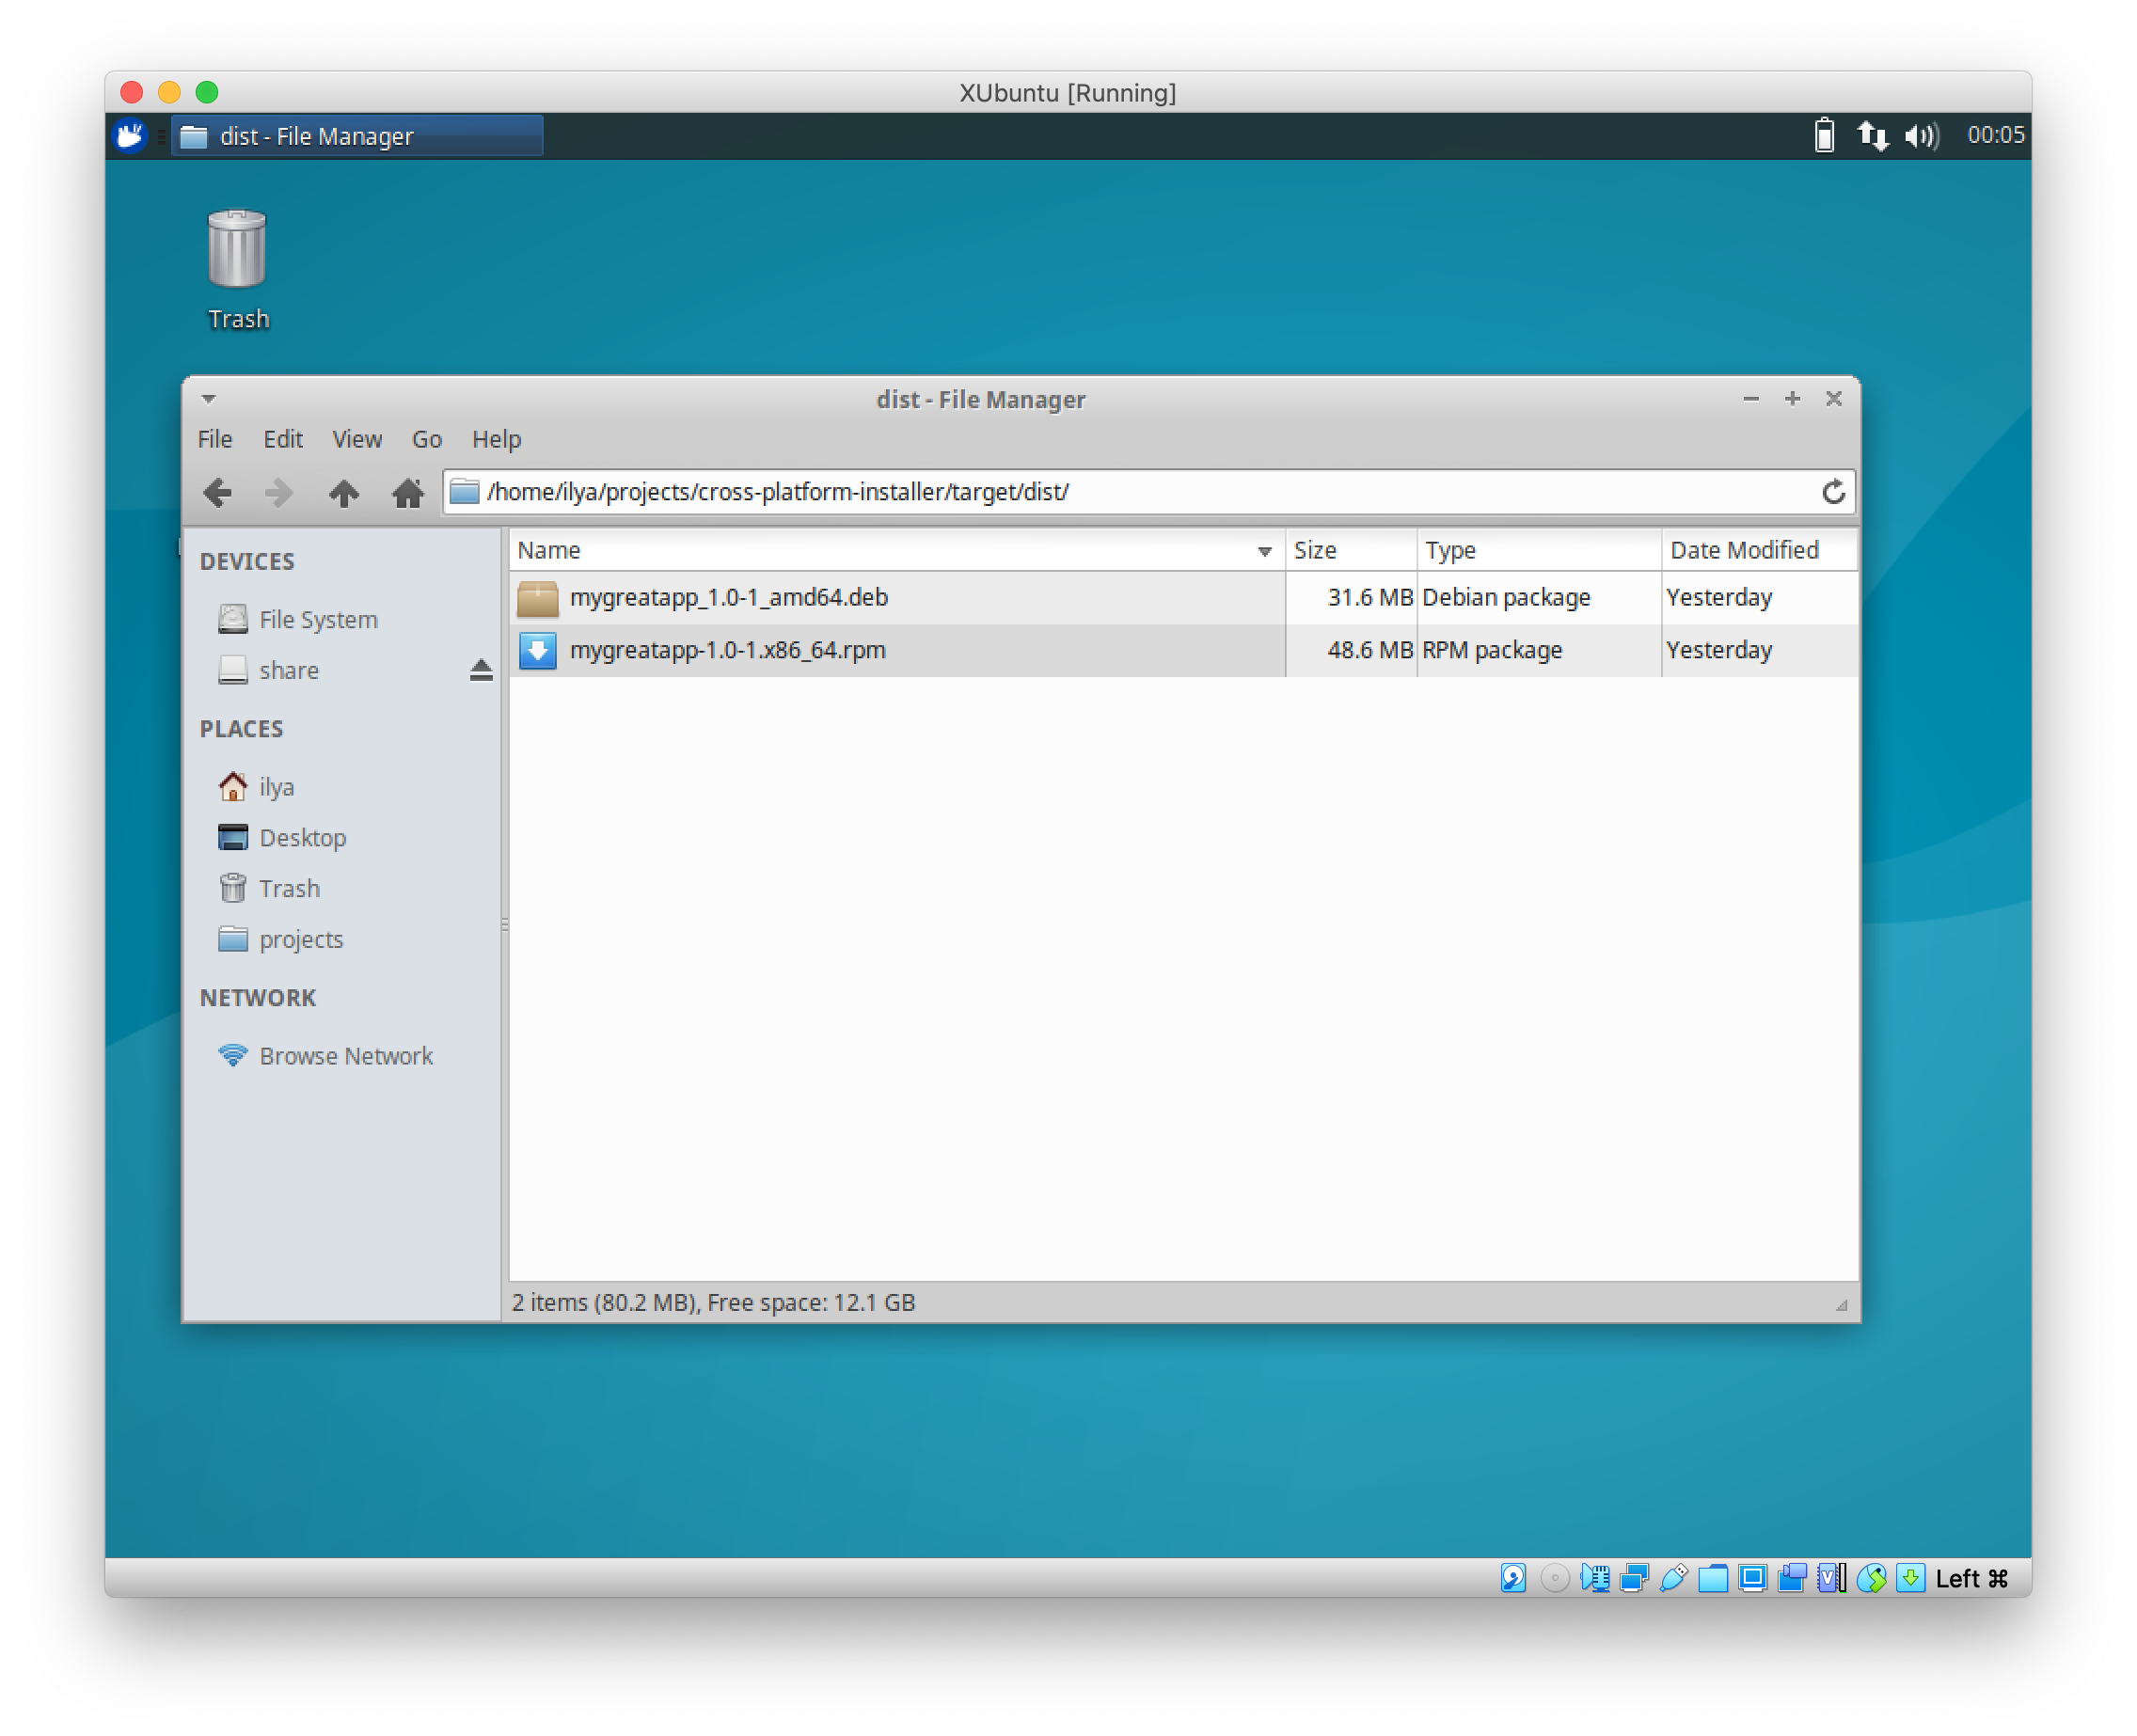 XUbuntu [Running]
dist - File Manager
00:05
Trash
dist - File Manager
File Edit View Go Help
/home/ilya/projects/cross-platform-installer/target/dist/
DEVICES
File System
share
PLACES
ilya
Desktop
Trash
projects
NETWORK
Browse Network
Name Size Type Date Modified
mygreatapp_1.0-1_amd64.deb 31.6 MB Debian package Yesterday
mygreatapp-1.0-1.x86_64.rpm 48.6 MB RPM package Yesterday
2 items (80.2 MB), Free space: 12.1 GB
Left ⌘